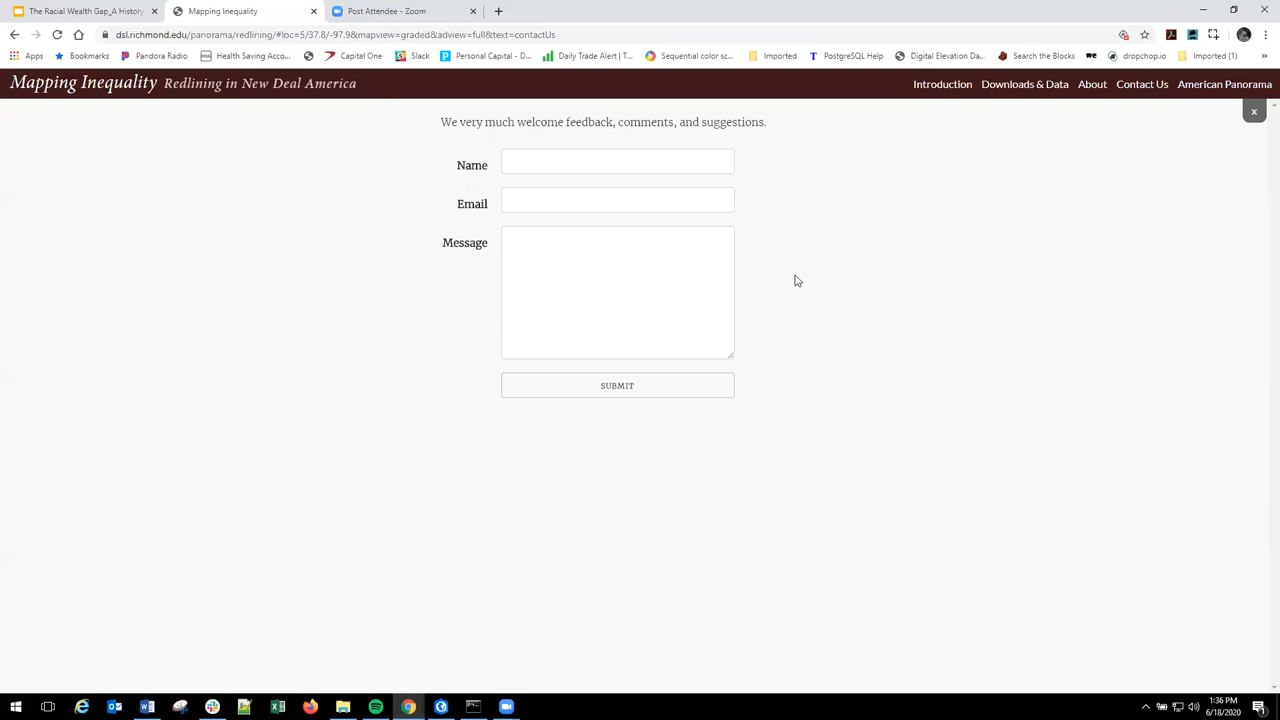 The Racial Wealth Gap_A History
Mapping Inequality
Post Attendee - Zoom
dsl.richmond.edu/panorama/redlining/#loc=5/37.8/-97.9&mapview=graded&adview=full&text=contactUs
Apps
Bookmarks
Pandora Radio
Health Saving Acco...
Capital One
Slack
Personal Capital - D...
Daily Trade Alert | T...
Sequential color sc...
Imported
PostgreSQL Help
Digital Elevation Da...
Search the Blocks
dropchop.io
Imported (1)
Mapping Inequality Redlining in New Deal America
Introduction
Downloads & Data
About
Contact Us
American Panorama
x
We very much welcome feedback, comments, and suggestions.
Name
Email
Message
SUBMIT
1:36 PM
6/18/2020